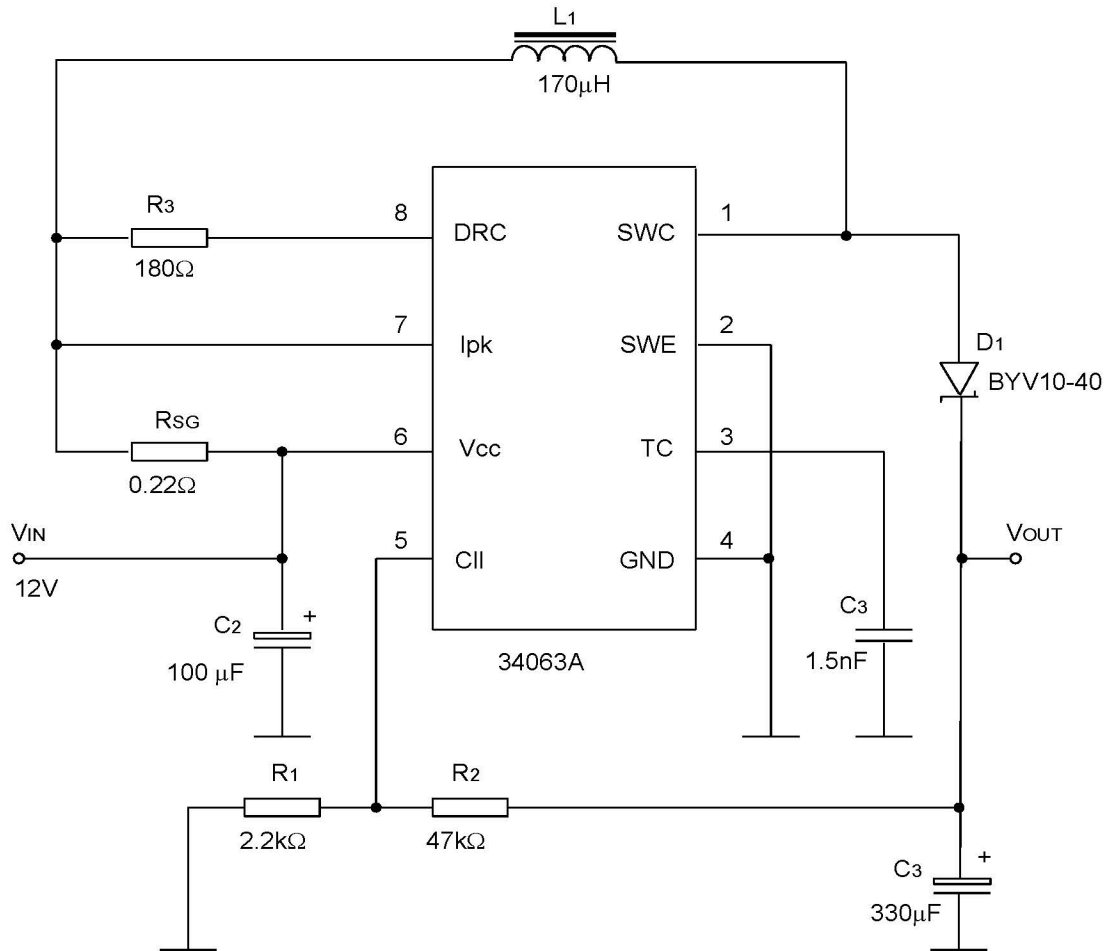 L1
170μH
R3
180Ω
8
DRC
SWC
1
7
Ipk
SWE
2
D1
BYV10-40
RSG
0.22Ω
6
Vcc
TC
3
VIN
12V
5
CII
GND
4
VOUT
C2
+
100 μF
34063A
C3
1.5nF
R1
2.2kΩ
R2
47kΩ
C3
+
330μF